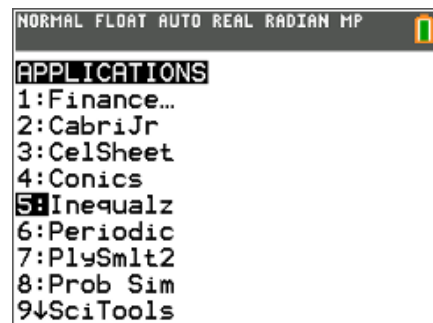 NORMAL FLOAT AUTO REAL RADIAN MP
APPLICATIONS
1:Finance…
2:CabriJr
3:CelSheet
4:Conics
5:Inequalz
6:Periodic
7:PlySmlt2
8:Prob Sim
9↓SciTools